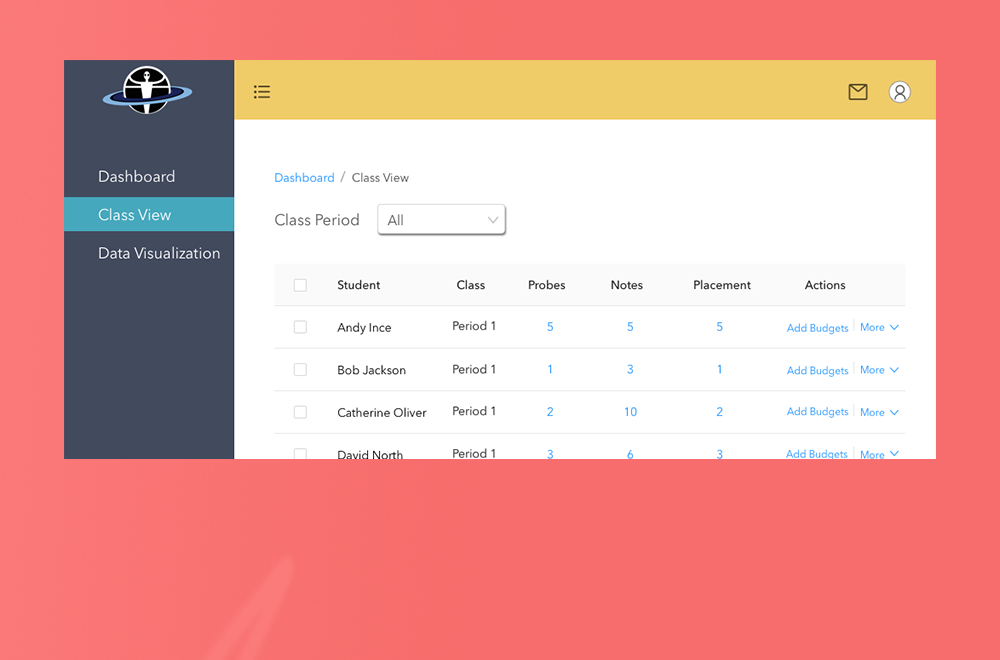 Dashboard
Class View
Data Visualization
Dashboard / Class View
Class Period All
Student Class Probes Notes Placement Actions
Andy Ince Period 1 5 5 5 Add Budgets More
Bob Jackson Period 1 1 3 1 Add Budgets More
Catherine Oliver Period 1 2 10 2 Add Budgets More
David North Period 1 3 6 3 Add Budgets More